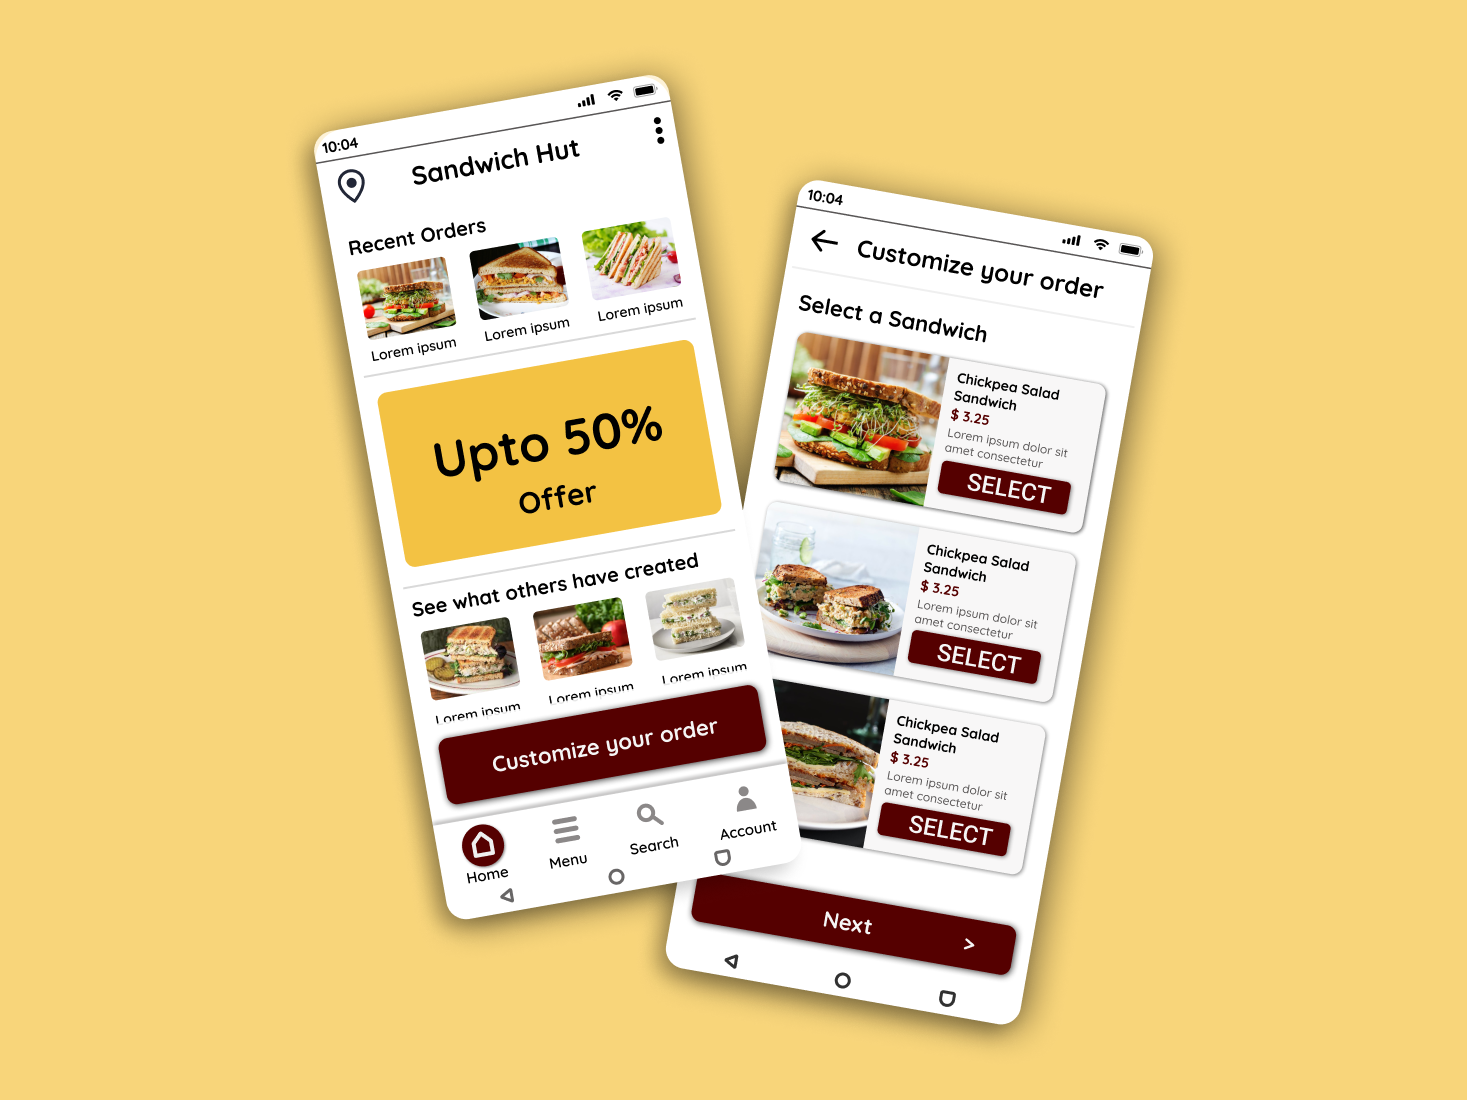 10:04
Sandwich Hut
Recent Orders
Lorem ipsum
Lorem ipsum
Lorem ipsum
Upto 50%
Offer
See what others have created
Lorem ipsum
Lorem ipsum
Lorem ipsum
Customize your order
Home
Menu
Search
Account
10:04
Customize your order
Select a Sandwich
Chickpea Salad
Sandwich
$ 3.25
Lorem ipsum dolor sit
amet consectetur
SELECT
Chickpea Salad
Sandwich
$ 3.25
Lorem ipsum dolor sit
amet consectetur
SELECT
Chickpea Salad
Sandwich
$ 3.25
Lorem ipsum dolor sit
amet consectetur
SELECT
Next >